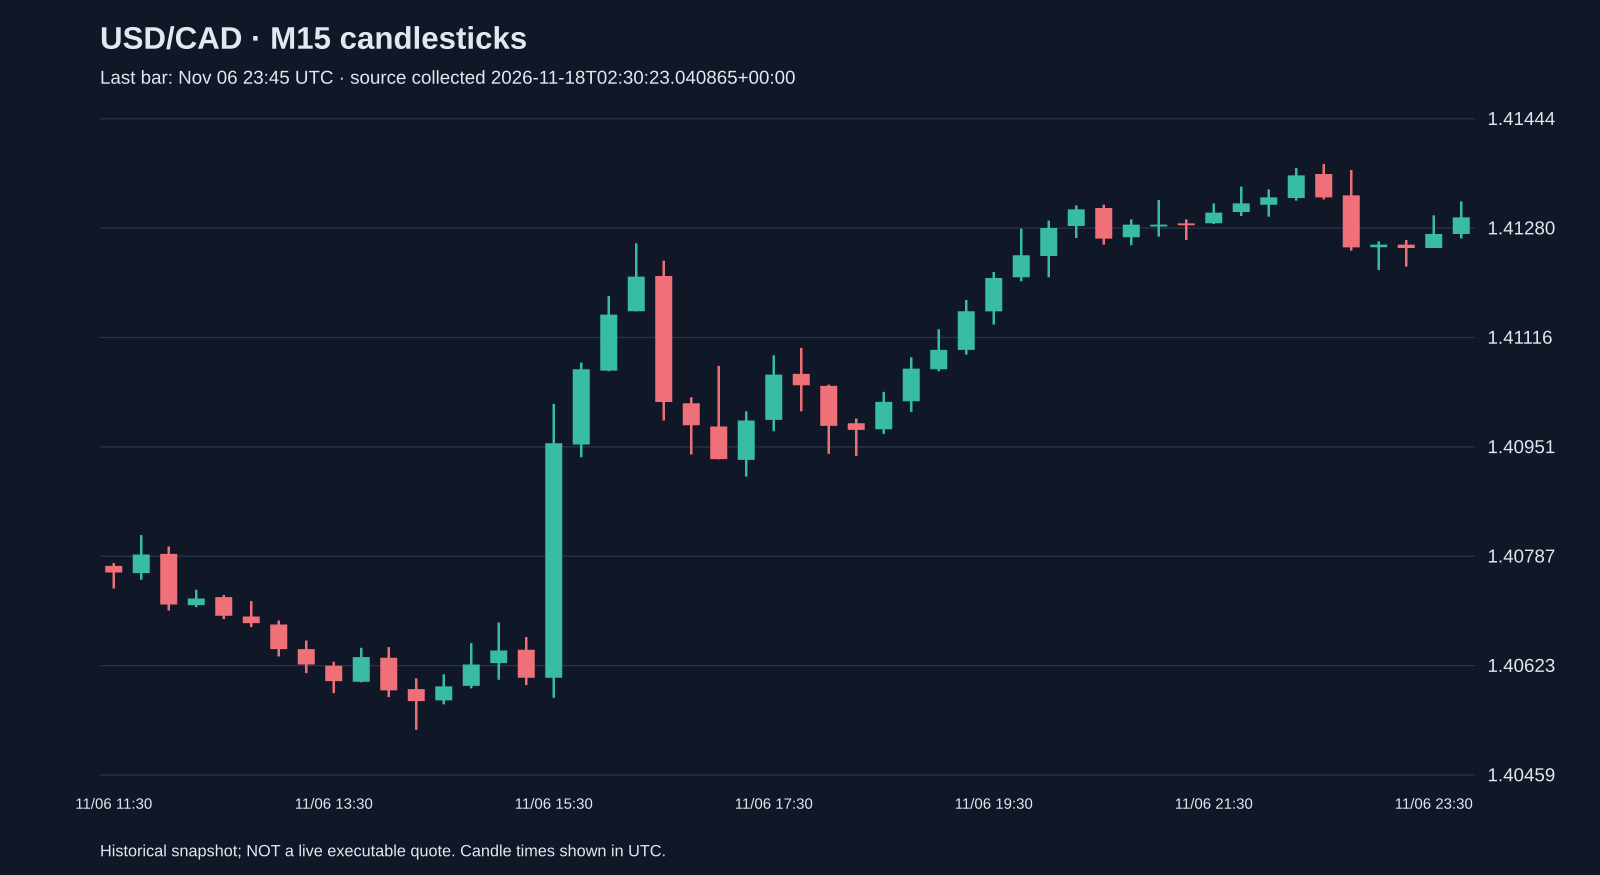 USD/CAD · M15 candlesticks
Last bar: Nov 06 23:45 UTC · source collected 2026-11-18T02:30:23.040865+00:00
1.41444
1.41280
1.41116
1.40951
1.40787
1.40623
1.40459
11/06 11:30 11/06 13:30 11/06 15:30 11/06 17:30 11/06 19:30 11/06 21:30 11/06 23:30
Historical snapshot; NOT a live executable quote. Candle times shown in UTC.